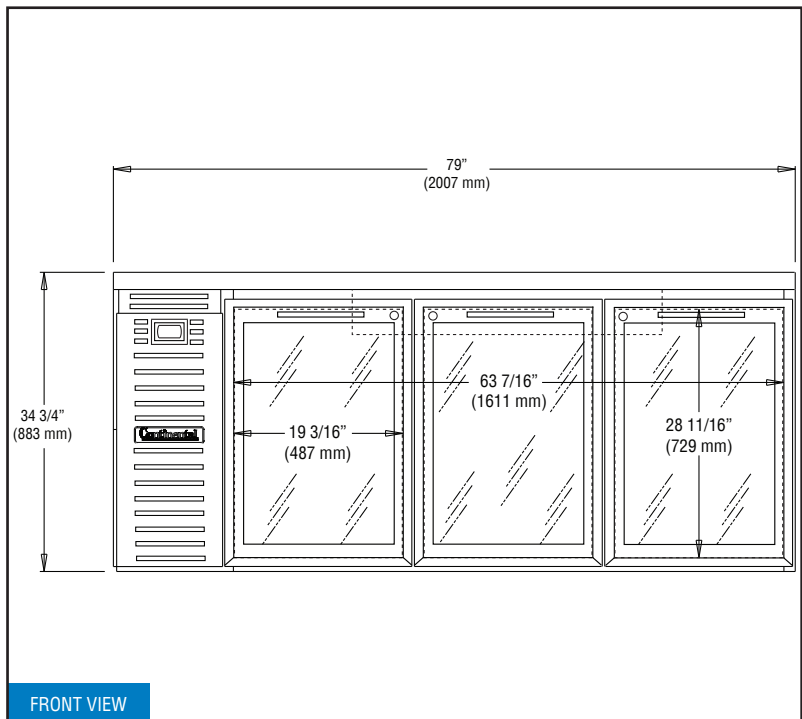 79”
(2007 mm)
34 3/4”
(883 mm)
63 7/16”
(1611 mm)
Continental
19 3/16”
(487 mm)
28 11/16”
(729 mm)
FRONT VIEW